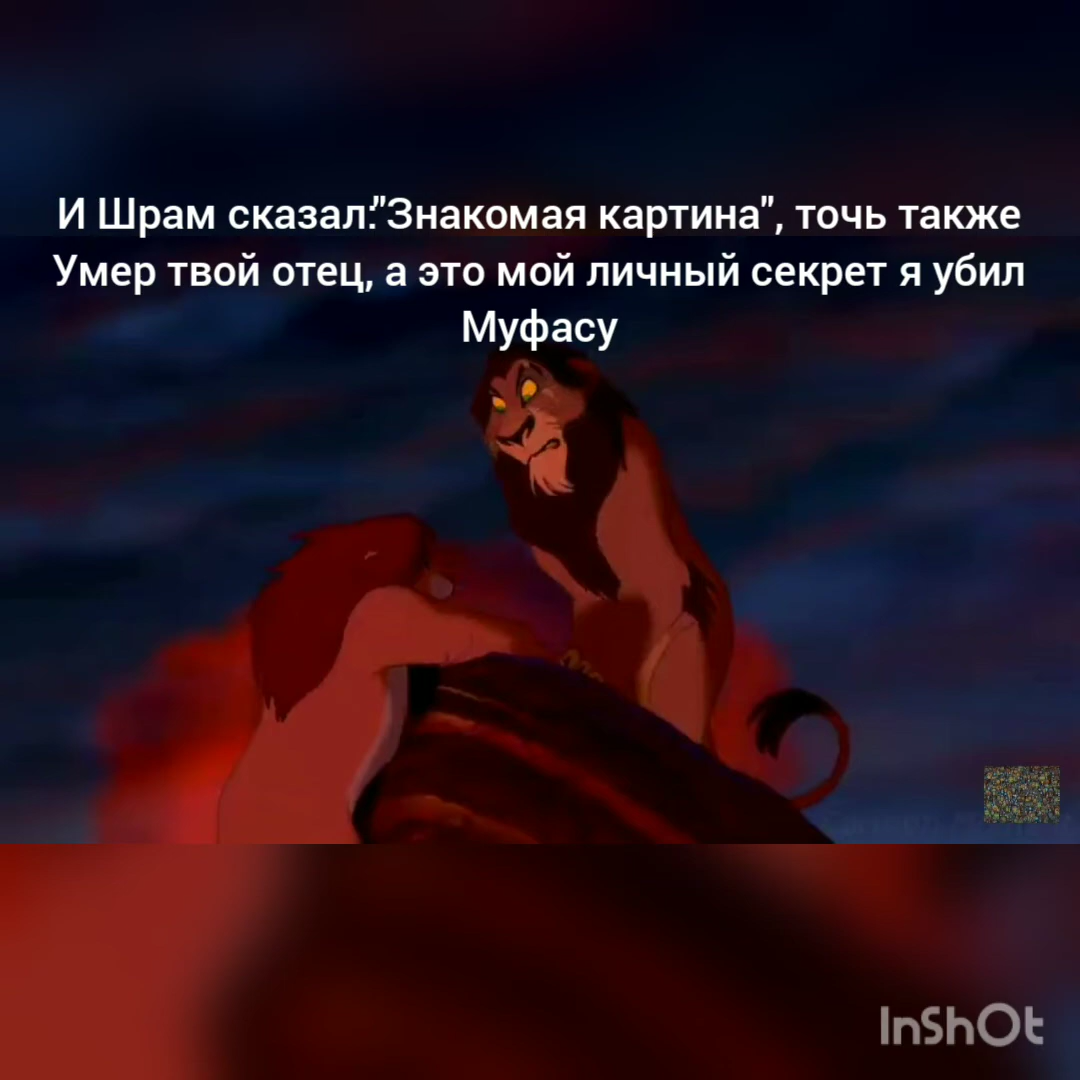 И Шрам сказал:"Знакомая картина", точь также
Умер твой отец, а это мой личный секрет я убил
Муфасу
InShOt